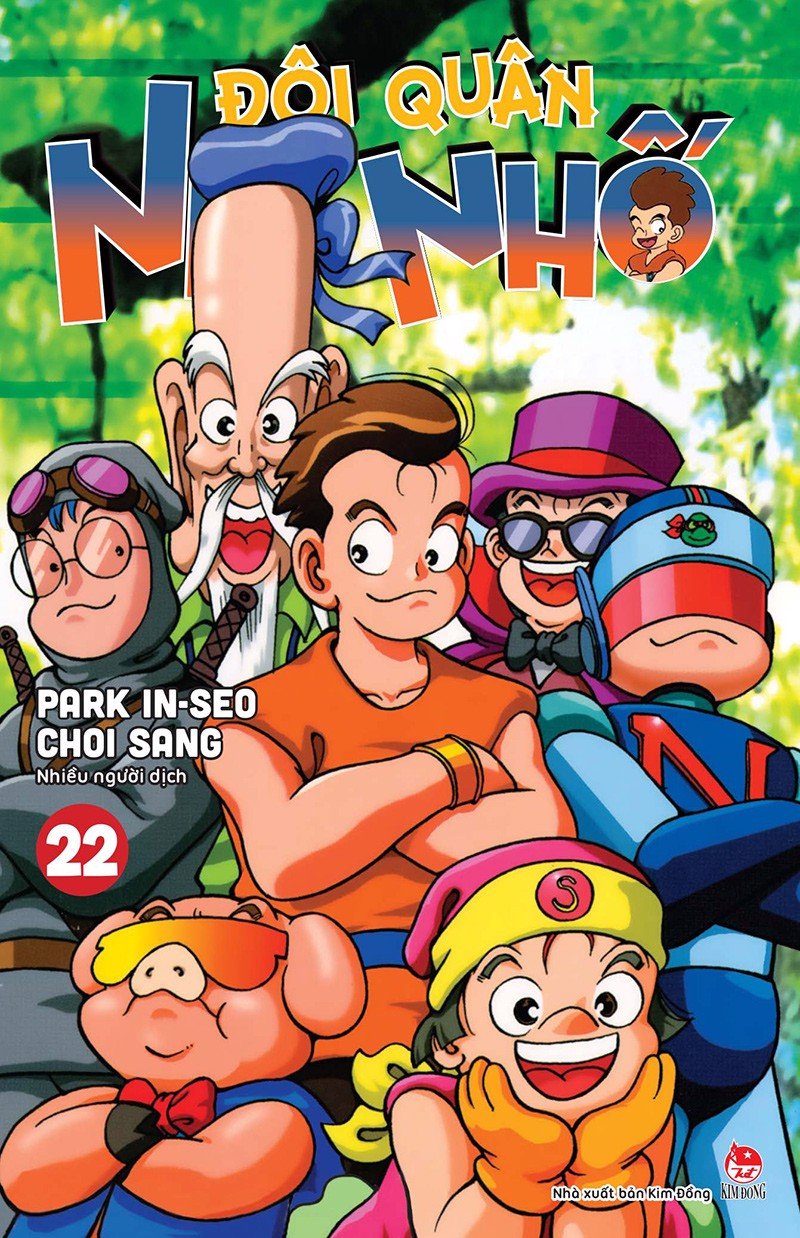 ĐỘI QUÂN
NHÍ NHỐ
PARK IN-SEO
CHOI SANG
Nhiều người dịch
22
S
N
Nhà xuất bản Kim Đồng
KIM ĐỒNG